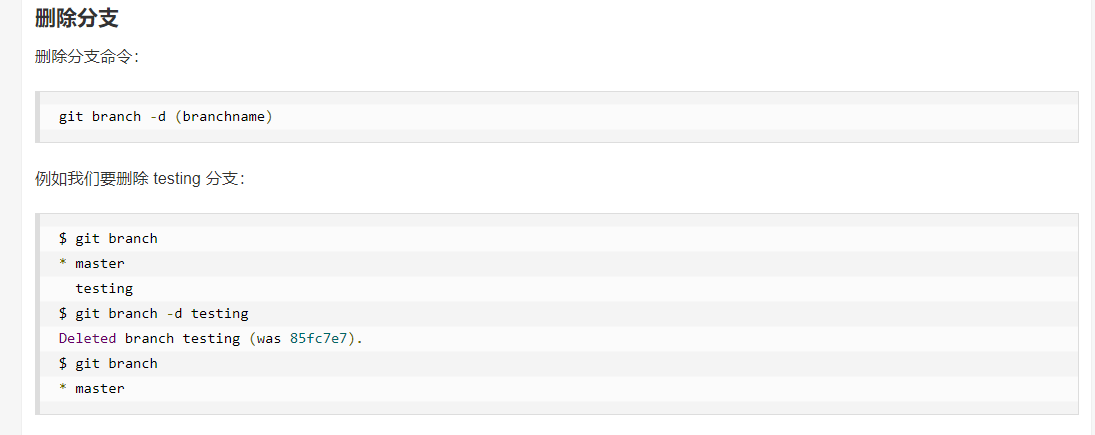 删除分支
删除分支命令：
git branch -d (branchname)
例如我们要删除 testing 分支：
$ git branch
* master
  testing
$ git branch -d testing
Deleted branch testing (was 85fc7e7).
$ git branch
* master